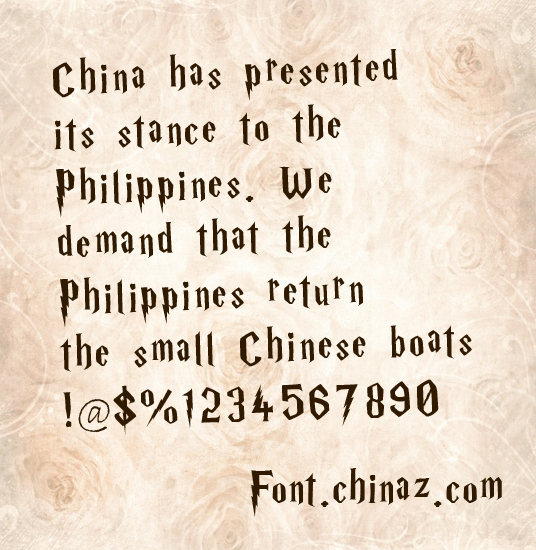 China has presented
its stance to the
Philippines. We
demand that the
Philippines return
the small Chinese boats
!@$%1234567890
Font.chinaz.com